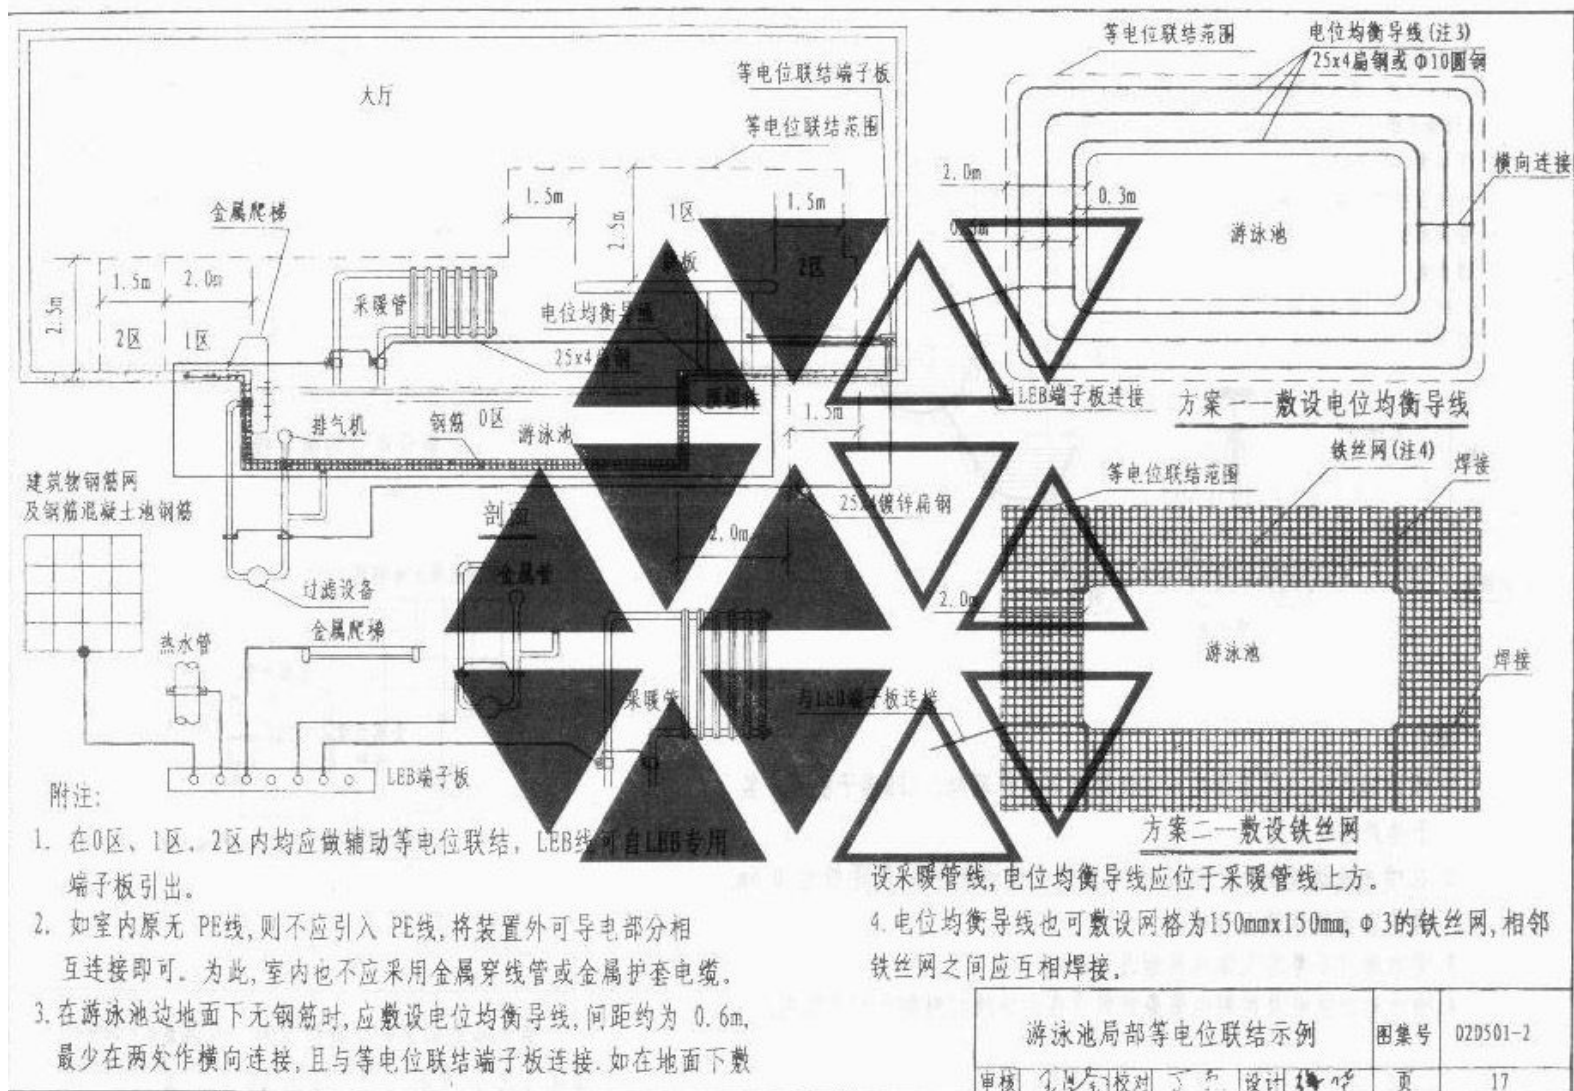 等电位联结范围
电位均衡导线(注3)
25x4扁钢或Φ10圆钢
等电位联结端子板
大厅
等电位联结范围
横向连接
2.0m
0.3m
1.5m
1区
1.5m
2.5m
金属爬梯
游泳池
2区
1.5m
2.0m
采暖管
2.5m
电位均衡导线
2区
1区
25x4扁钢
与LEB端子板连接
方案一—敷设电位均衡导线
预埋件
1.5m
排气机
钢筋
0区
游泳池
铁丝网(注4)
焊接
等电位联结范围
建筑物钢筋网
及钢筋混凝土池钢筋
25x4镀锌扁钢
剖面
2.0m
金属管
过滤设备
2.0m
金属爬梯
热水管
游泳池
焊接
采暖管
与LEB端子板连接
LEB端子板
方案二—敷设铁丝网
附注:
1. 在0区、1区、2区内均应做辅助等电位联结, LEB线可自LEB专用
端子板引出。
2. 如室内原无 PE线,则不应引入 PE线,将装置外可导电部分相
互连接即可。为此,室内也不应采用金属穿线管或金属护套电缆。
3.在游泳池边地面下无钢筋时,应敷设电位均衡导线,间距约为 0.6m,
最少在两处作横向连接,且与等电位联结端子板连接.如在地面下敷
设采暖管线,电位均衡导线应位于采暖管线上方。
4.电位均衡导线也可敷设网格为150mmx150mm, Φ3的铁丝网,相邻
铁丝网之间应互相焊接。
游泳池局部等电位联结示例
图集号
02D501-2
审核
校对
设计
页
17